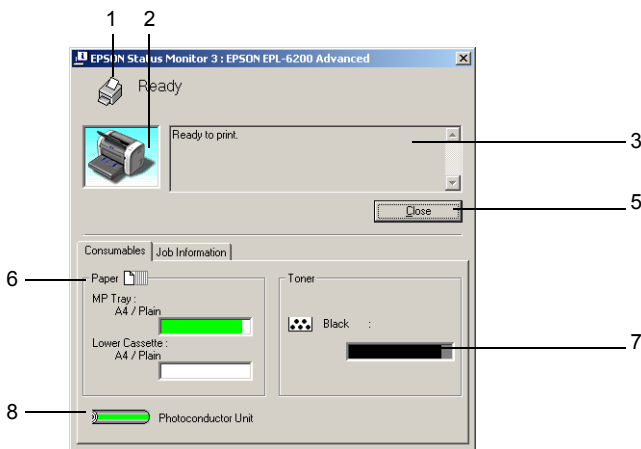 1 2
EPSON Status Monitor 3 : EPSON EPL-6200 Advanced
Ready
Ready to print.
3
Close
5
Consumables Job Information
6
Paper
Toner
MP Tray :
A4 / Plain
Black :
Lower Cassette :
A4 / Plain
7
8
Photoconductor Unit